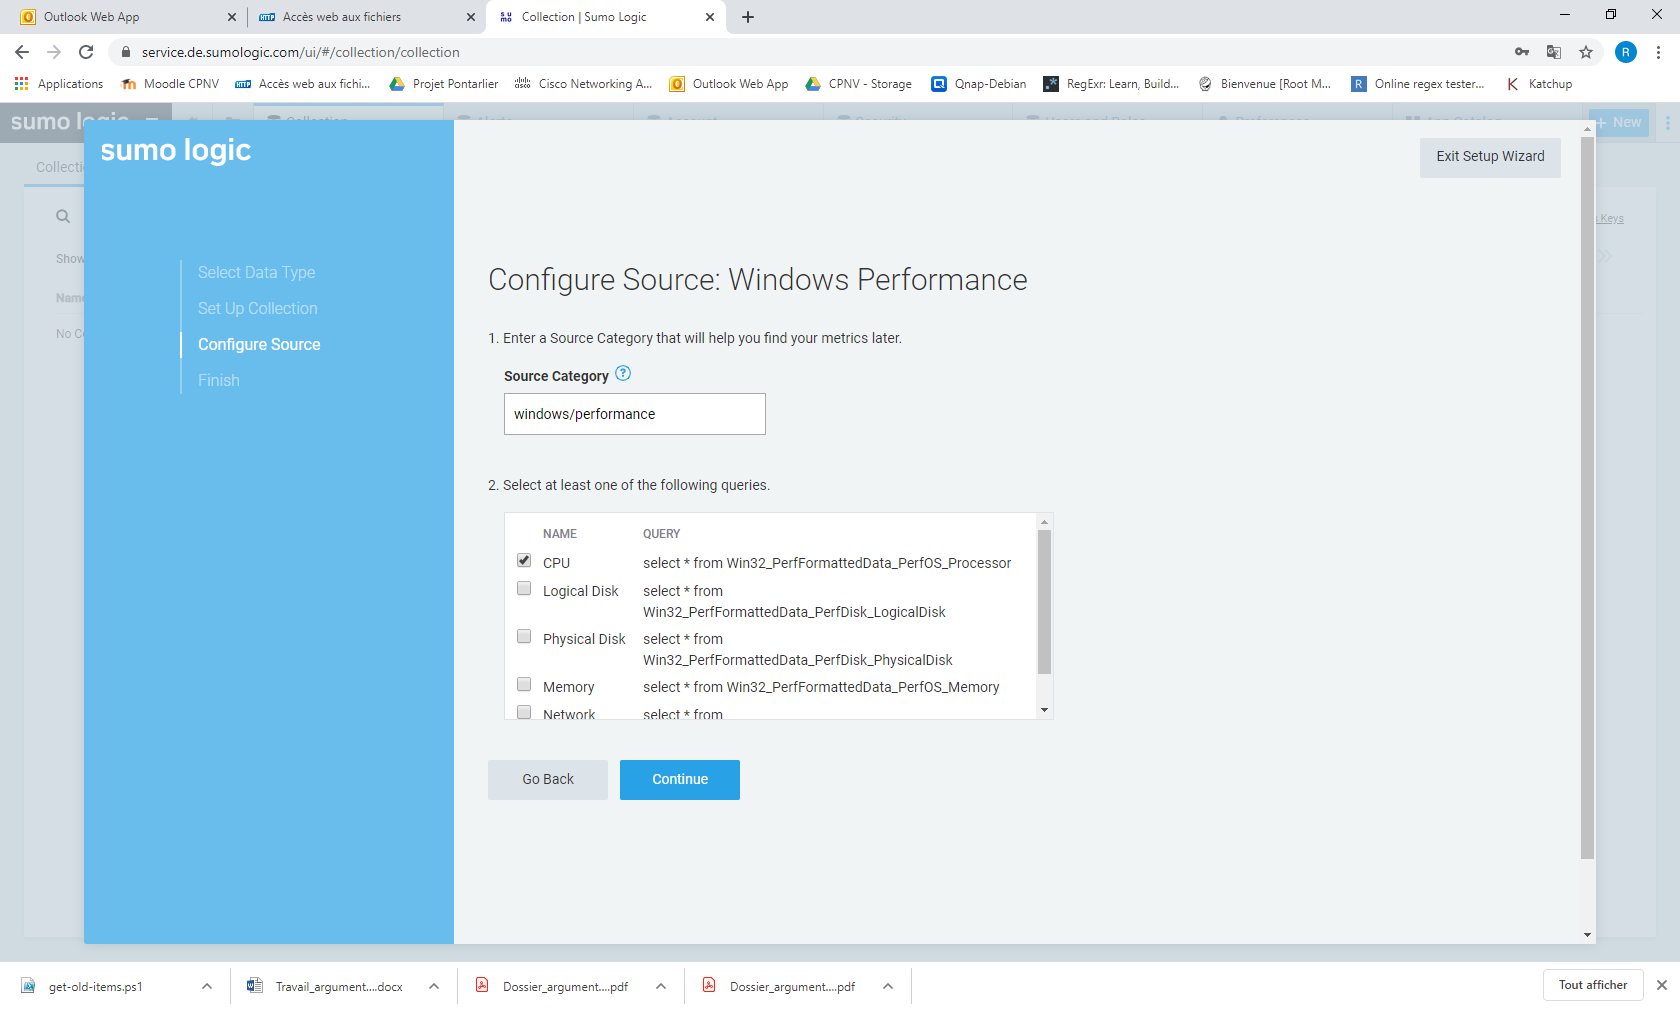 Outlook Web App
Accès web aux fichiers
Collection | Sumo Logic
service.de.sumologic.com/ui/#/collection/collection
R
Applications
Moodle CPNV
Accès web aux fichi...
Projet Pontarlier
Cisco Networking A...
Outlook Web App
CPNV - Storage
Qnap-Debian
RegExr: Learn, Build...
Bienvenue [Root M...
Online regex tester...
Katchup
+ New
sumo logic
Exit Setup Wizard
Keys
Show
Select Data Type
Set Up Collection
Configure Source
Finish
Configure Source: Windows Performance
1. Enter a Source Category that will help you find your metrics later.
Source Category ?
windows/performance
2. Select at least one of the following queries.
NAME QUERY
CPU select * from Win32_PerfFormattedData_PerfOS_Processor
Logical Disk select * from
Win32_PerfFormattedData_PerfDisk_LogicalDisk
Physical Disk select * from
Win32_PerfFormattedData_PerfDisk_PhysicalDisk
Memory select * from Win32_PerfFormattedData_PerfOS_Memory
Network select * from
Go Back
Continue
get-old-items.ps1
Travail_argument....docx
Dossier_argument....pdf
Dossier_argument....pdf
Tout afficher